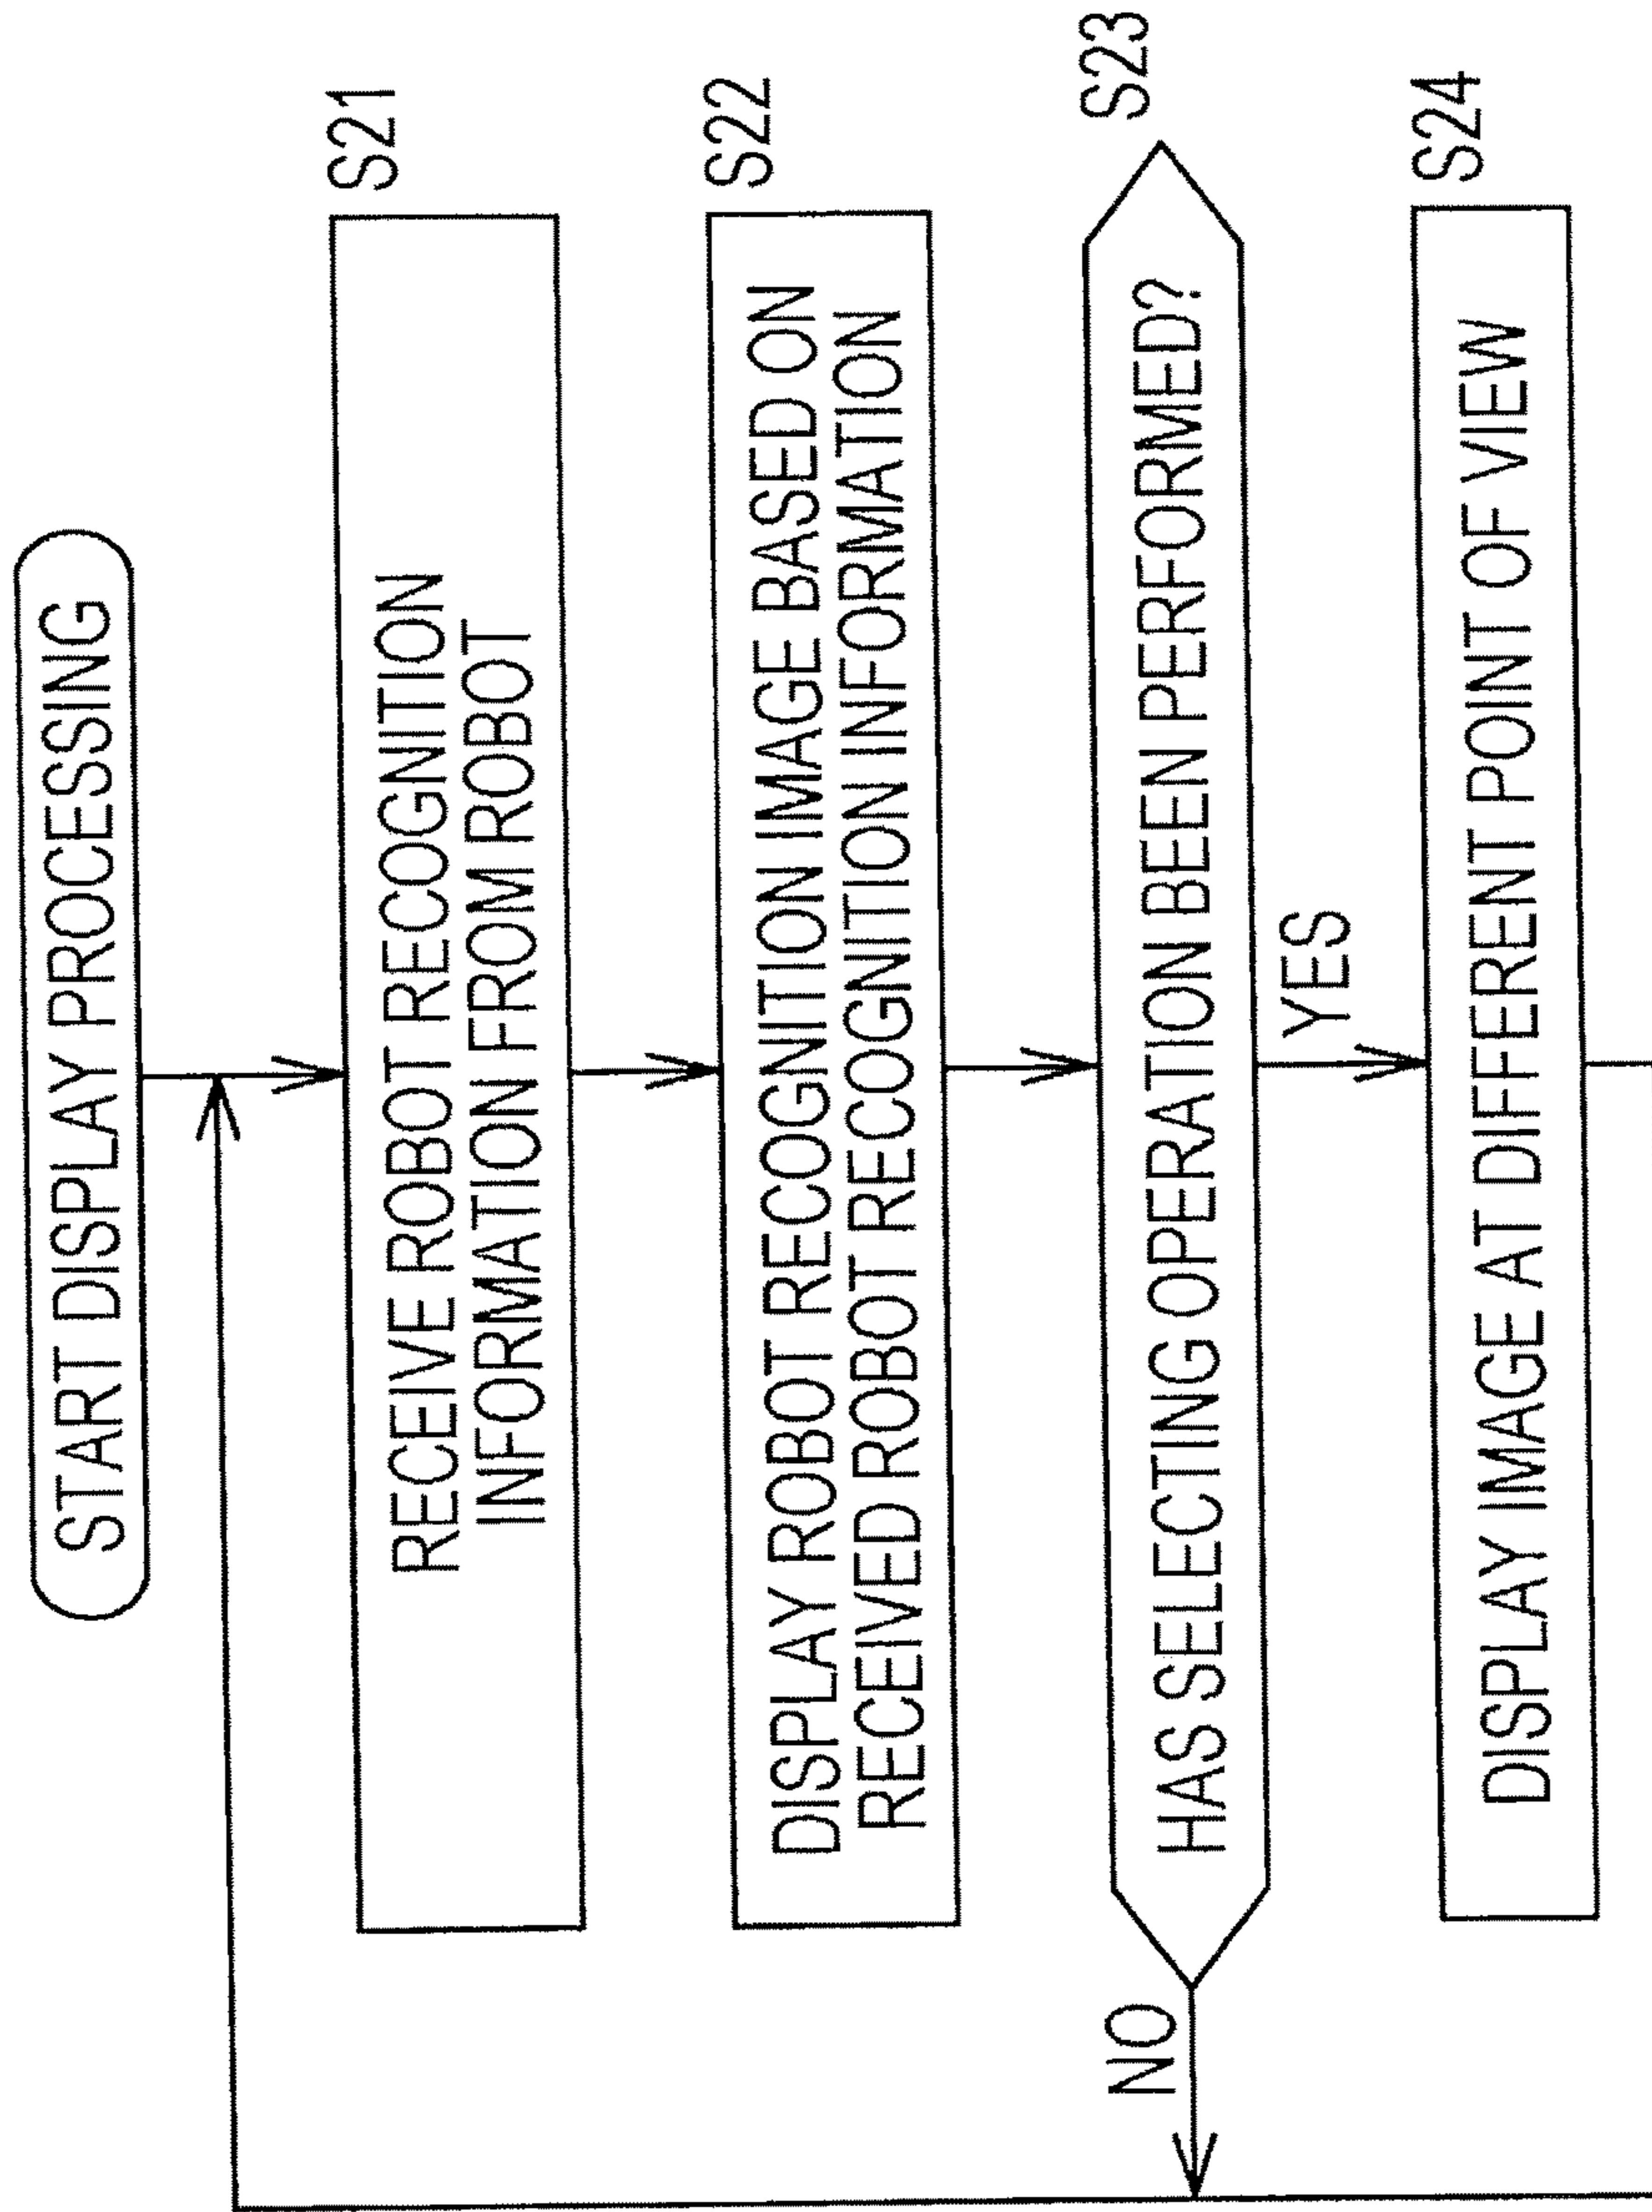 START DISPLAY PROCESSING
S21
RECEIVE ROBOT RECOGNITION
INFORMATION FROM ROBOT
S22
DISPLAY ROBOT RECOGNITION IMAGE BASED ON
RECEIVED ROBOT RECOGNITION INFORMATION
S23
HAS SELECTING OPERATION BEEN PERFORMED?
NO
YES
S24
DISPLAY IMAGE AT DIFFERENT POINT OF VIEW